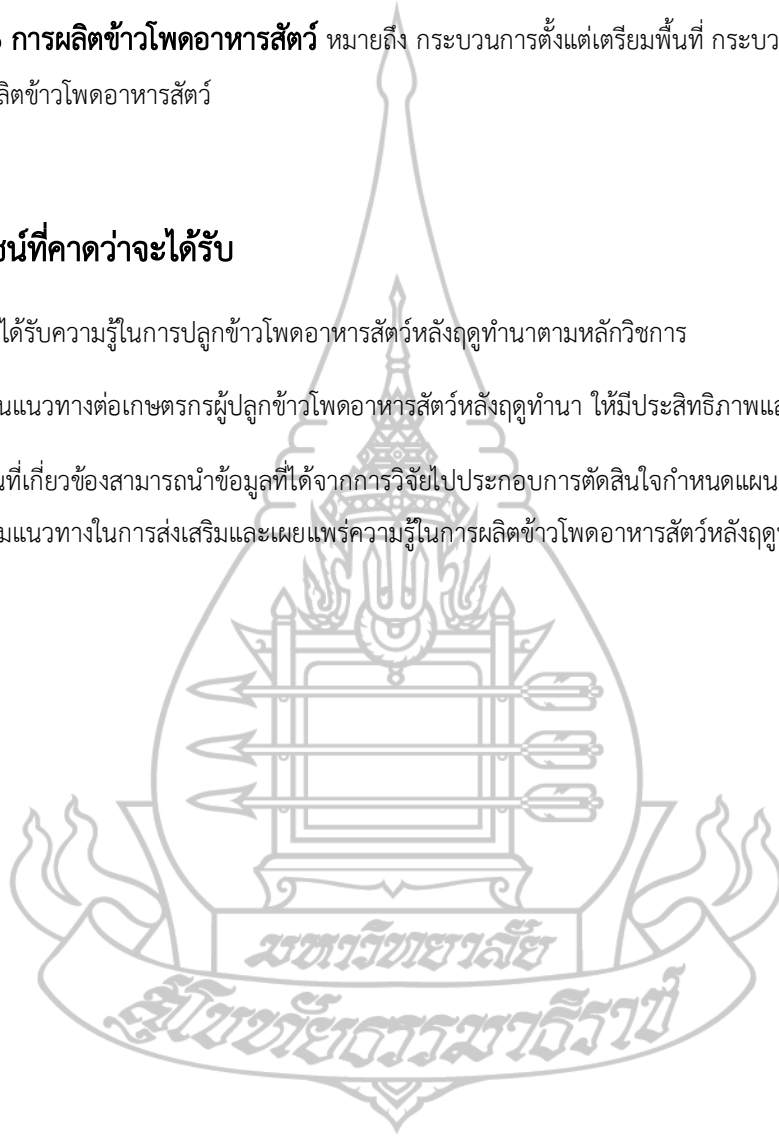 การผลิตข้าวโพดอาหารสัตว์ หมายถึง กระบวนการตั้งแต่เตรียมพื้นที่ กระบว
ลิตข้าวโพดอาหารสัตว์
ชน์ที่คาดว่าจะได้รับ
ได้รับความรู้ในการปลูกข้าวโพดอาหารสัตว์หลังฤดูทำนาตามหลักวิชาการ
นแนวทางต่อเกษตรกรผู้ปลูกข้าวโพดอาหารสัตว์หลังฤดูทำนา ให้มีประสิทธิภาพแล
นที่เกี่ยวข้องสามารถนำข้อมูลที่ได้จากการวิจัยไปประกอบการตัดสินใจกำหนดแผน
มแนวทางในการส่งเสริมและเผยแพร่ความรู้ในการผลิตข้าวโพดอาหารสัตว์หลังฤดู
มหาวิทยาลัย
สุโขทัยธรรมาธิราช